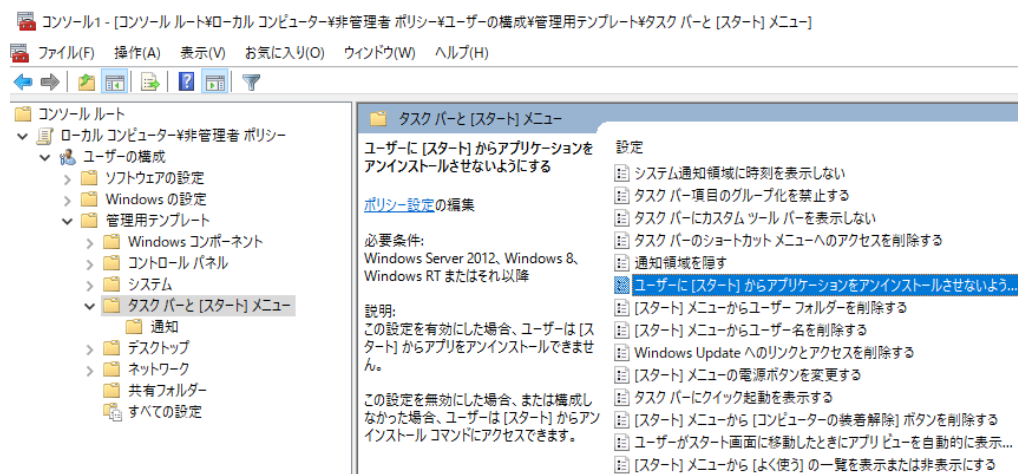 コンソール1 - [コンソール ルート¥ローカル コンピューター¥非管理者 ポリシー¥ユーザーの構成¥管理用テンプレート¥タスク バーと [スタート] メニュー]
ファイル(F) 操作(A) 表示(V) お気に入り(O) ウィンドウ(W) ヘルプ(H)
コンソール ルート
ローカル コンピューター¥非管理者 ポリシー
ユーザーの構成
ソフトウェアの設定
Windows の設定
管理用テンプレート
Windows コンポーネント
コントロール パネル
システム
タスク バーと [スタート] メニュー
通知
デスクトップ
ネットワーク
共有フォルダー
すべての設定
タスク バーと [スタート] メニュー
ユーザーに [スタート] からアプリケーションを
アンインストールさせないようにする
ポリシー設定の編集
必要条件:
Windows Server 2012、Windows 8、
Windows RT またはそれ以降
説明:
この設定を有効にした場合、ユーザーは [ス
タート] からアプリをアンインストールできませ
ん。
この設定を無効にした場合、または構成し
なかった場合、ユーザーは [スタート] からアン
インストール コマンドにアクセスできます。
設定
システム通知領域に時刻を表示しない
タスク バー項目のグループ化を禁止する
タスク バーにカスタム ツール バーを表示しない
タスク バーのショートカット メニューへのアクセスを削除する
通知領域を隠す
ユーザーに [スタート] からアプリケーションをアンインストールさせないよう...
[スタート] メニューからユーザー フォルダーを削除する
[スタート] メニューからユーザー名を削除する
Windows Update へのリンクとアクセスを削除する
[スタート] メニューの電源ボタンを変更する
タスク バーにクイック起動を表示する
[スタート] メニューから [コンピューターの装着解除] ボタンを削除する
ユーザーがスタート画面に移動したときにアプリ ビューを自動的に表示...
[スタート] メニューから [よく使う] の一覧を表示または非表示にする